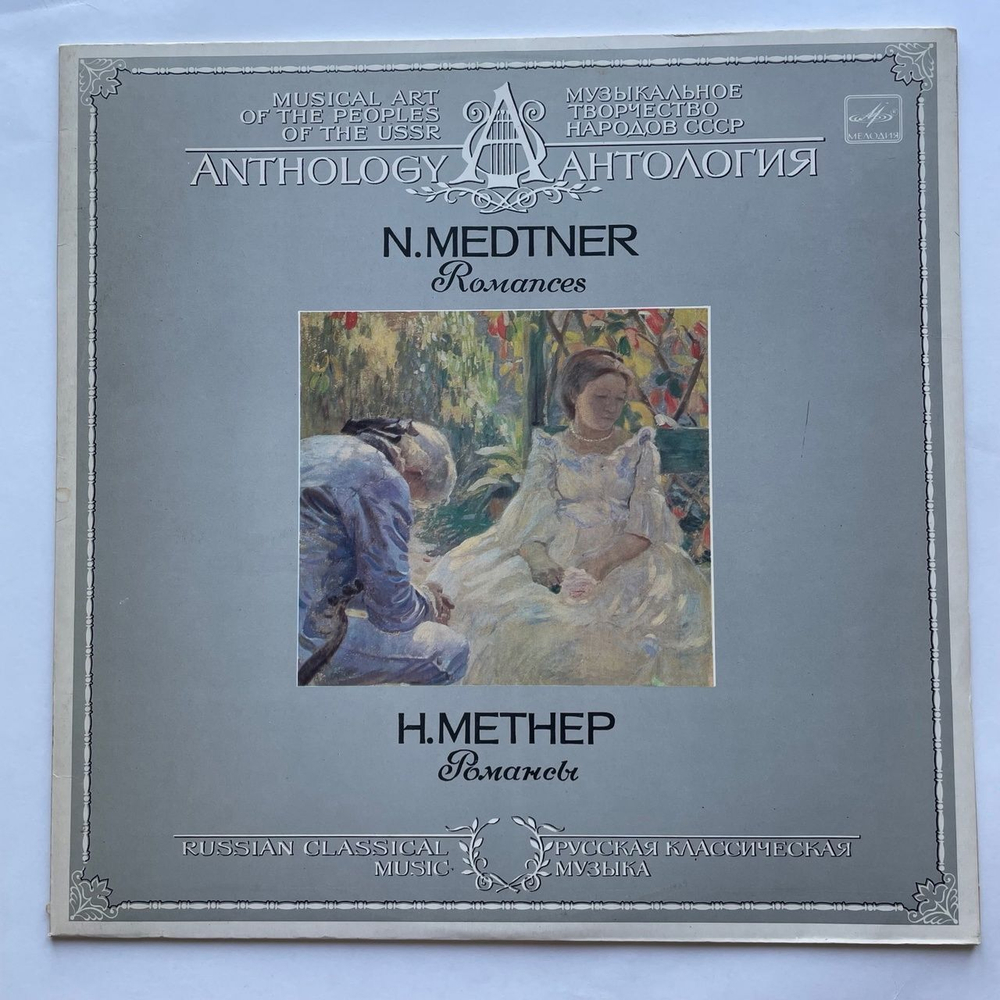 MUSICAL ART
OF THE PEOPLES
OF THE USSR
МУЗЫКАЛЬНОЕ
ТВОРЧЕСТВО
НАРОДОВ СССР
МЕЛОДИЯ
ANTHOLOGY
АНТОЛОГИЯ
N.MEDTNER
Romances
Н.МЕТНЕР
Романсы
RUSSIAN CLASSICAL
MUSIC
РУССКАЯ КЛАССИЧЕСКАЯ
МУЗЫКА